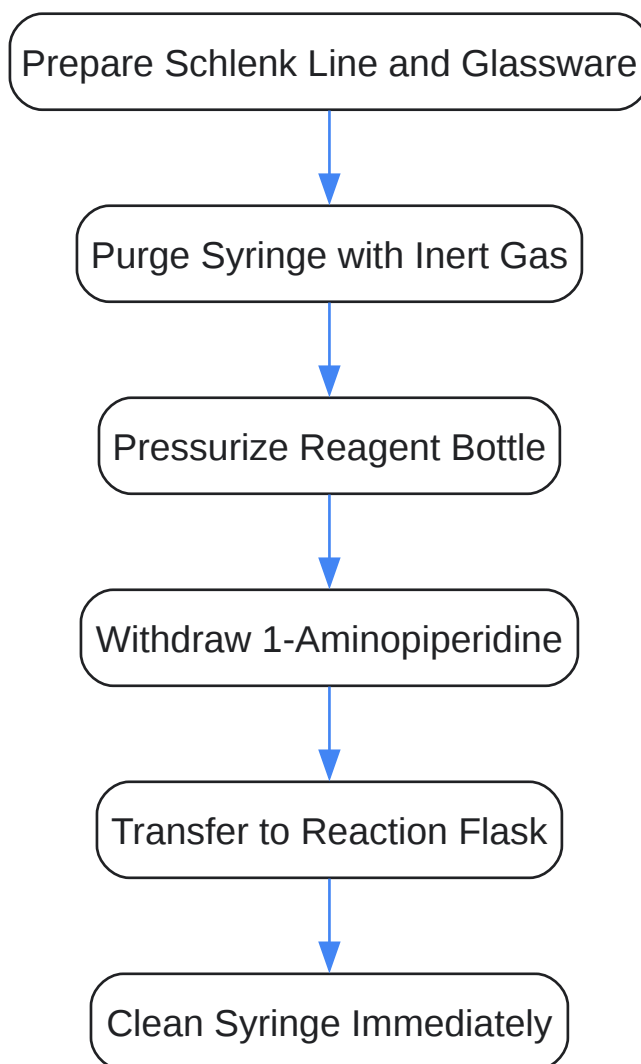 Prepare Schlenk Line and Glassware
Purge Syringe with Inert Gas
Pressurize Reagent Bottle
Withdraw 1-Aminopiperidine
Transfer to Reaction Flask
Clean Syringe Immediately